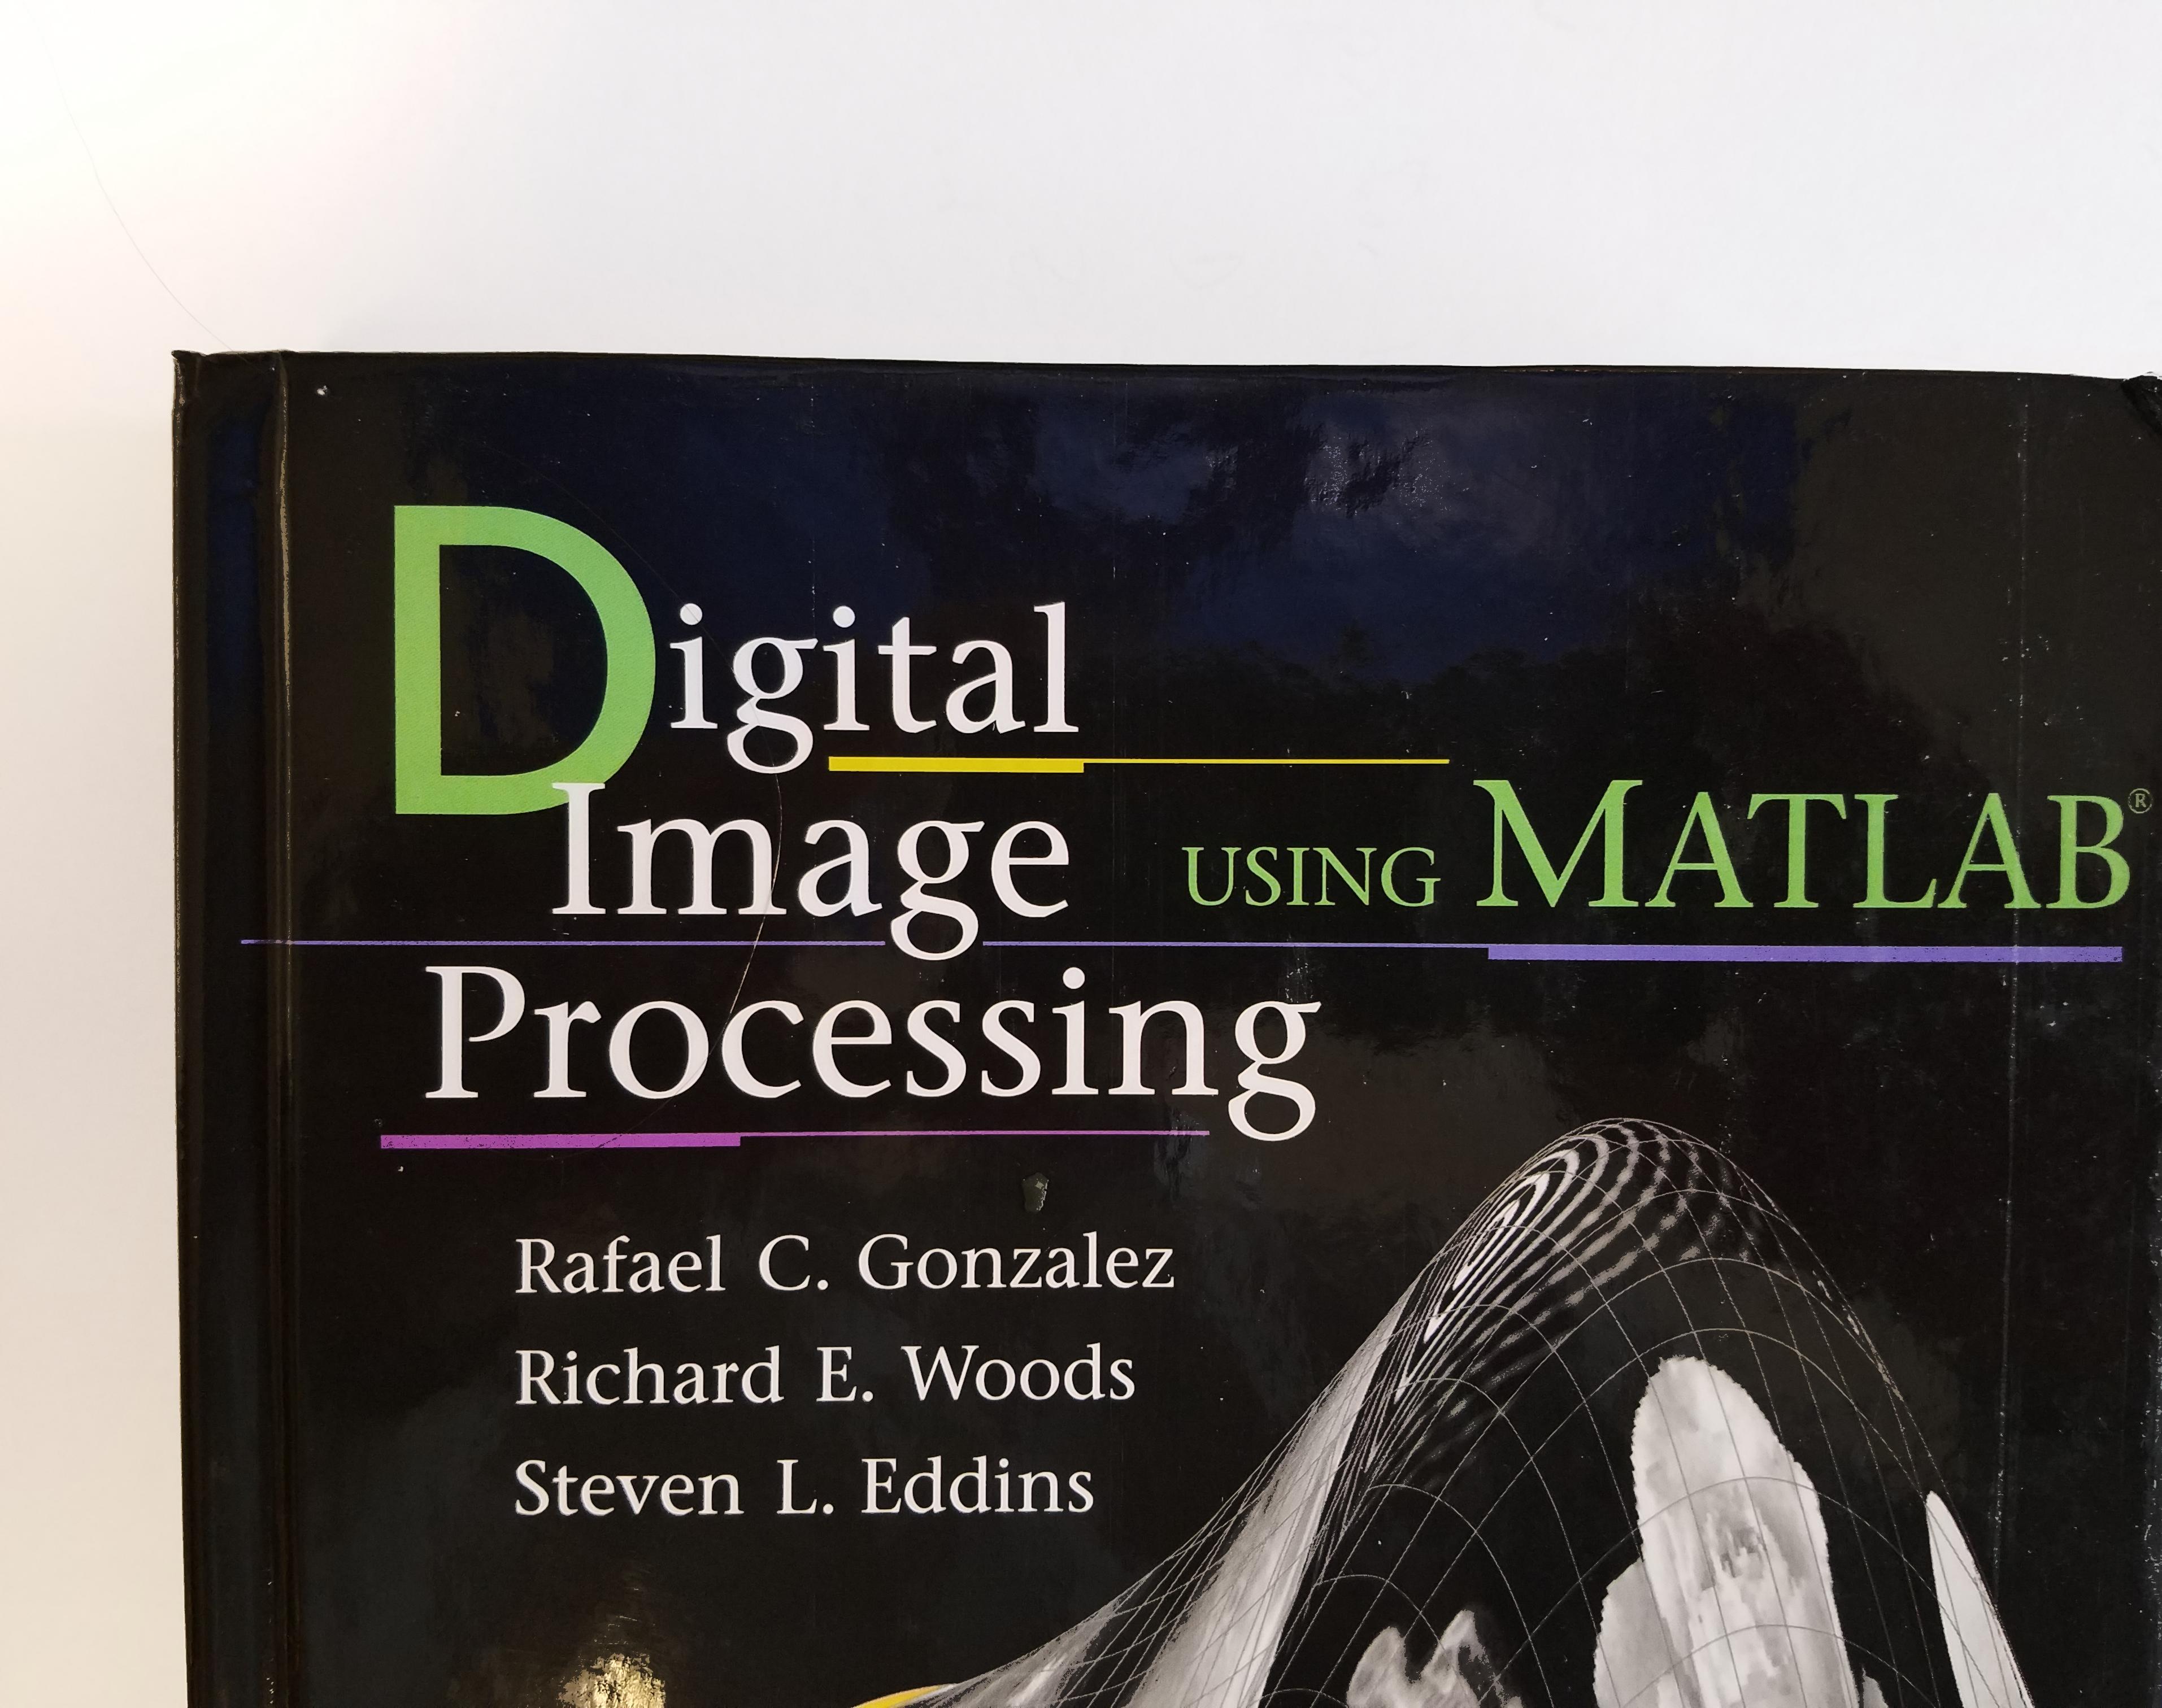 Digital
Image USING MATLAB®
Processing
Rafael C. Gonzalez
Richard E. Woods
Steven L. Eddins